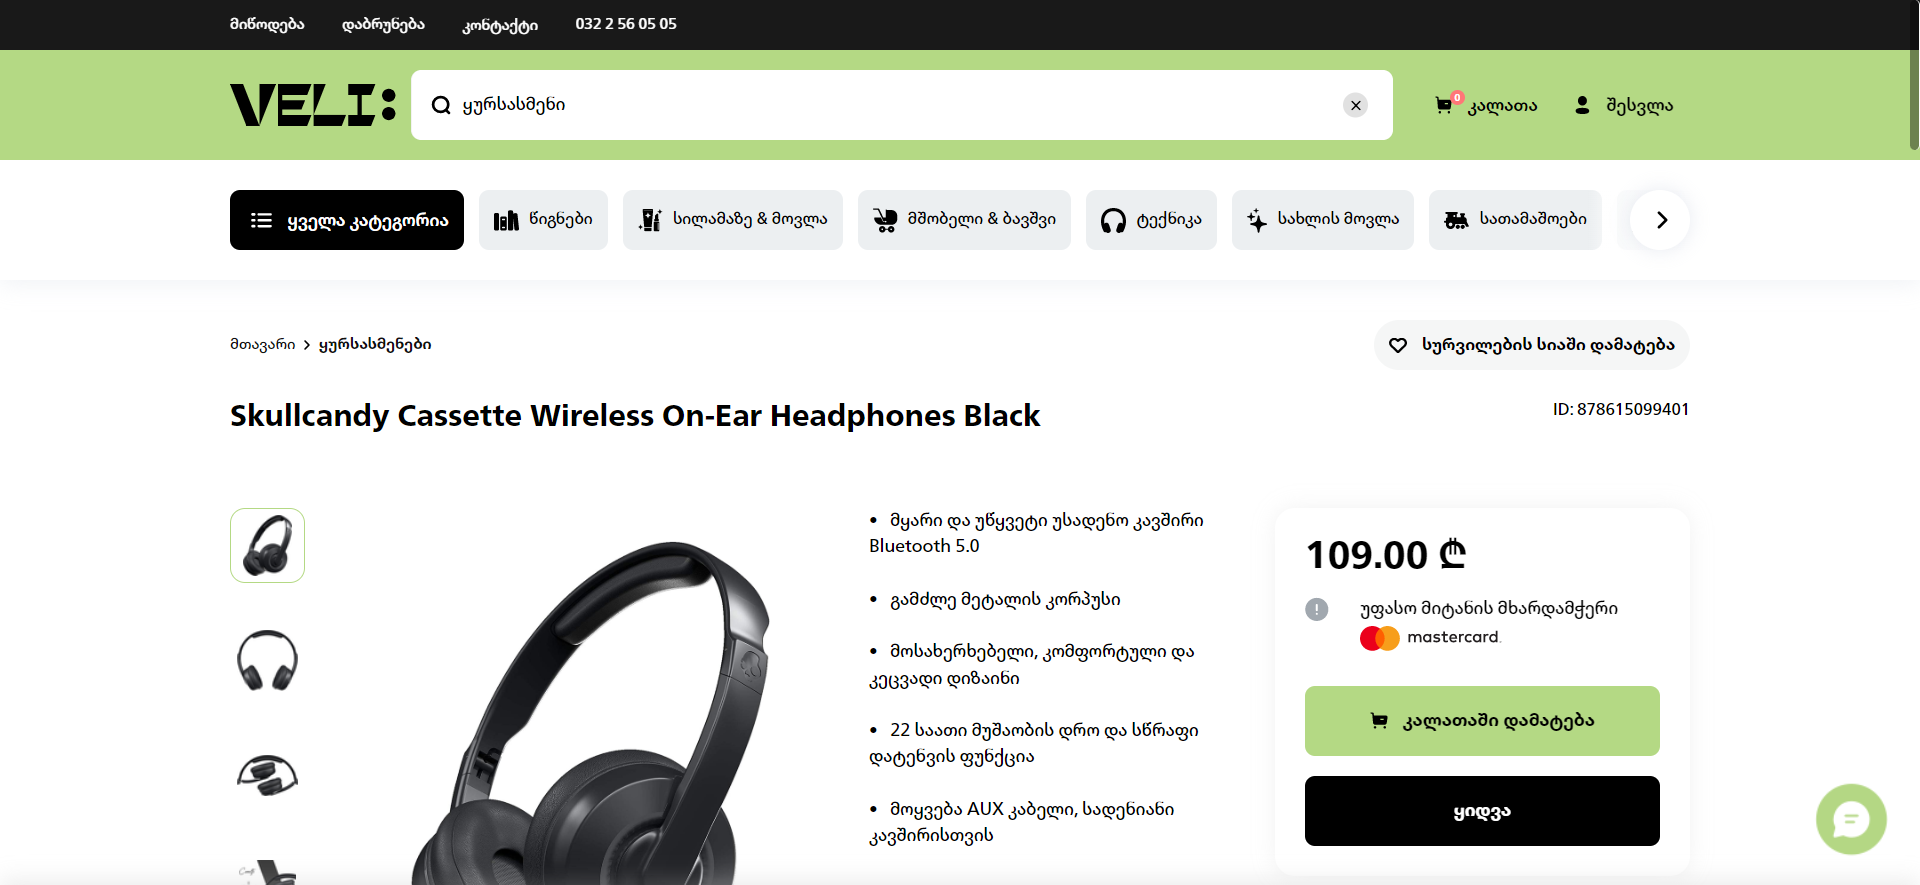 მიწოდება დაბრუნება კონტაქტი 032 2 56 05 05
VELI:
ყურსასმენი
0 კალათა
შესვლა
ყველა კატეგორია
წიგნები
სილამაზე & მოვლა
მშობელი & ბავშვი
ტექნიკა
სახლის მოვლა
სათამაშოები
მთავარი > ყურსასმენები
სურვილების სიაში დამატება
Skullcandy Cassette Wireless On-Ear Headphones Black
ID: 878615099401
• მყარი და უწყვეტი უსადენო კავშირი
Bluetooth 5.0
• გამძლე მეტალის კორპუსი
• მოსახერხებელი, კომფორტული და
კეცვადი დიზაინი
• 22 საათი მუშაობის დრო და სწრაფი
დატენვის ფუნქცია
• მოყვება AUX კაბელი, სადენიანი
კავშირისთვის
109.00 ₾
უფასო მიტანის მხარდამჭერი
mastercard.
კალათაში დამატება
ყიდვა